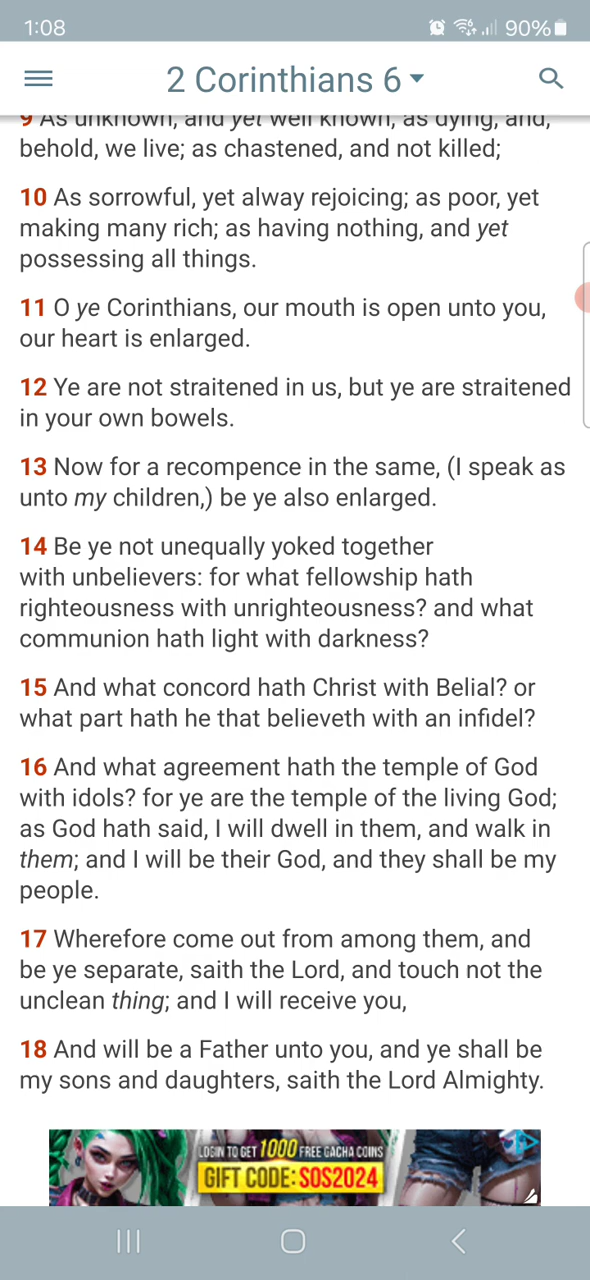 1:08
90%
2 Corinthians 6
9 As unknown, and yet well known; as dying, and,
behold, we live; as chastened, and not killed;
10 As sorrowful, yet alway rejoicing; as poor, yet
making many rich; as having nothing, and yet
possessing all things.
11 O ye Corinthians, our mouth is open unto you,
our heart is enlarged.
12 Ye are not straitened in us, but ye are straitened
in your own bowels.
13 Now for a recompence in the same, (I speak as
unto my children,) be ye also enlarged.
14 Be ye not unequally yoked together
with unbelievers: for what fellowship hath
righteousness with unrighteousness? and what
communion hath light with darkness?
15 And what concord hath Christ with Belial? or
what part hath he that believeth with an infidel?
16 And what agreement hath the temple of God
with idols? for ye are the temple of the living God;
as God hath said, I will dwell in them, and walk in
them; and I will be their God, and they shall be my
people.
17 Wherefore come out from among them, and
be ye separate, saith the Lord, and touch not the
unclean thing; and I will receive you,
18 And will be a Father unto you, and ye shall be
my sons and daughters, saith the Lord Almighty.
LOGIN TO GET 1000 FREE GACHA COINS
GIFT CODE: SOS2024